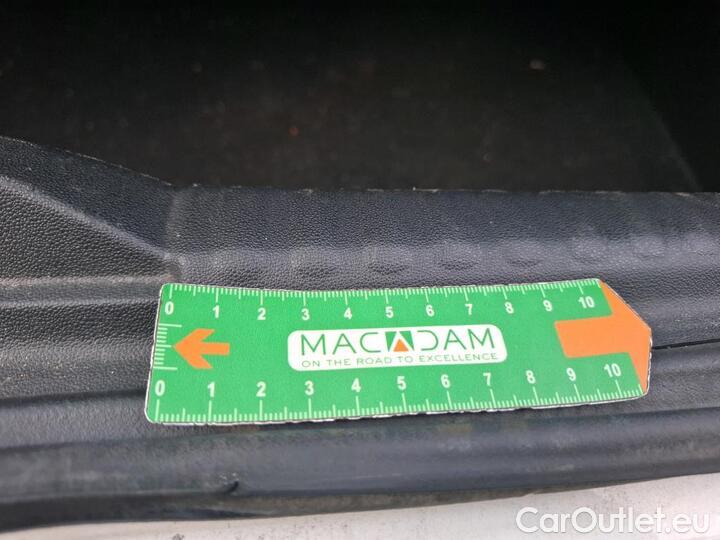 0 1 2 3 4 5 6 7 8 9 10
MACADAM
ON THE ROAD TO EXCELLENCE
0 1 2 3 4 5 6 7 8 9 10
CarOutlet.eu